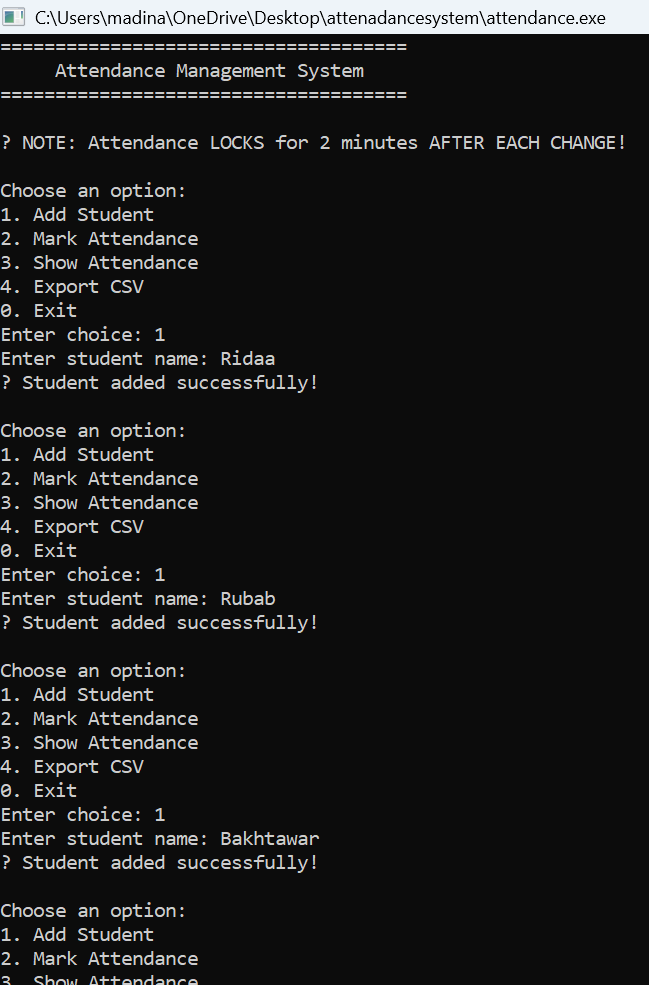 C:\Users\madina\OneDrive\Desktop\attenadancesystem\attendance.exe
=====================================
Attendance Management System
=====================================
? NOTE: Attendance LOCKS for 2 minutes AFTER EACH CHANGE!
Choose an option:
1. Add Student
2. Mark Attendance
3. Show Attendance
4. Export CSV
0. Exit
Enter choice: 1
Enter student name: Ridaa
? Student added successfully!
Choose an option:
1. Add Student
2. Mark Attendance
3. Show Attendance
4. Export CSV
0. Exit
Enter choice: 1
Enter student name: Rubab
? Student added successfully!
Choose an option:
1. Add Student
2. Mark Attendance
3. Show Attendance
4. Export CSV
0. Exit
Enter choice: 1
Enter student name: Bakhtawar
? Student added successfully!
Choose an option:
1. Add Student
2. Mark Attendance
3. Show Attendance